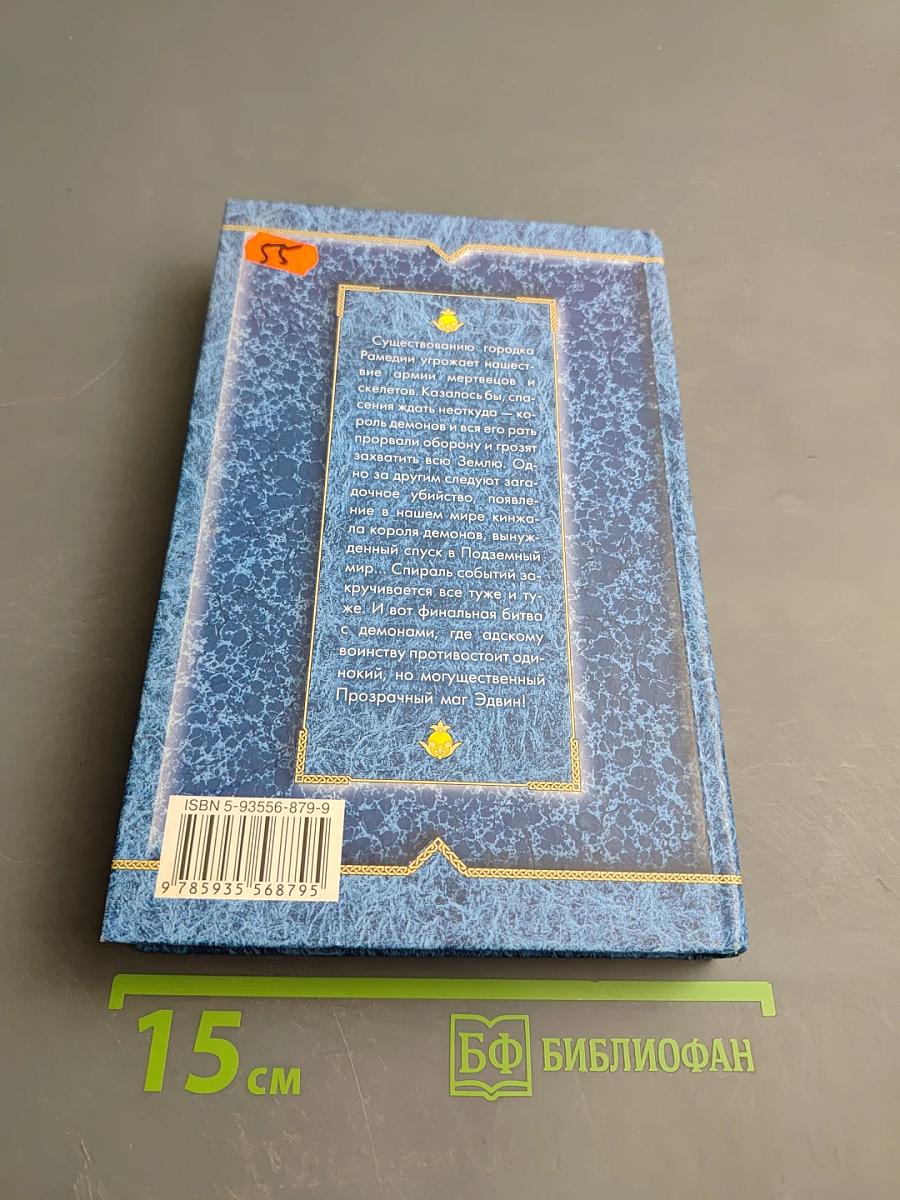 55
Существованию городка
Рамедии угрожает нашест-
вие армии мертвецов и
скелетов. Казалось бы, спа-
сения ждать неоткуда — ко-
роль демонов и вся его рать
прорвали оборону и грозят
захватить всю Землю. Од-
но за другим следуют зага-
дочное убийство, появле-
ние в нашем мире кинжа-
ла короля демонов, вынуж-
денный спуск в Подземный
мир... Спираль событий за-
кручивается все туже и ту-
же. И вот финальная битва
с демонами, где адскому
воинству противостоит оди-
нокий, но могущественный
Прозрачный маг Эдвин!
ISBN 5-93556-879-9
9 785935 568795
15 см
БФ БИБЛИОФАН